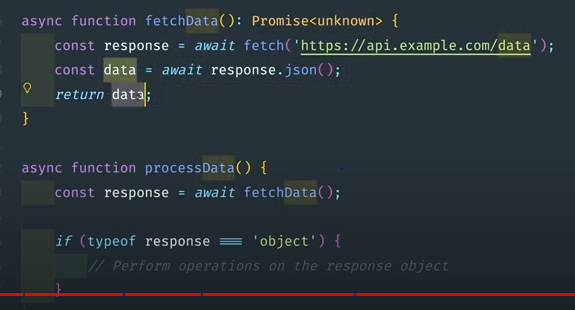 async function fetchData(): Promise<unknown> {
const response = await fetch('https://api.example.com/data');
const data = await response.json();
return data;
}
async function processData() {
const response = await fetchData();
if (typeof response === 'object') {
// Perform operations on the response object
}